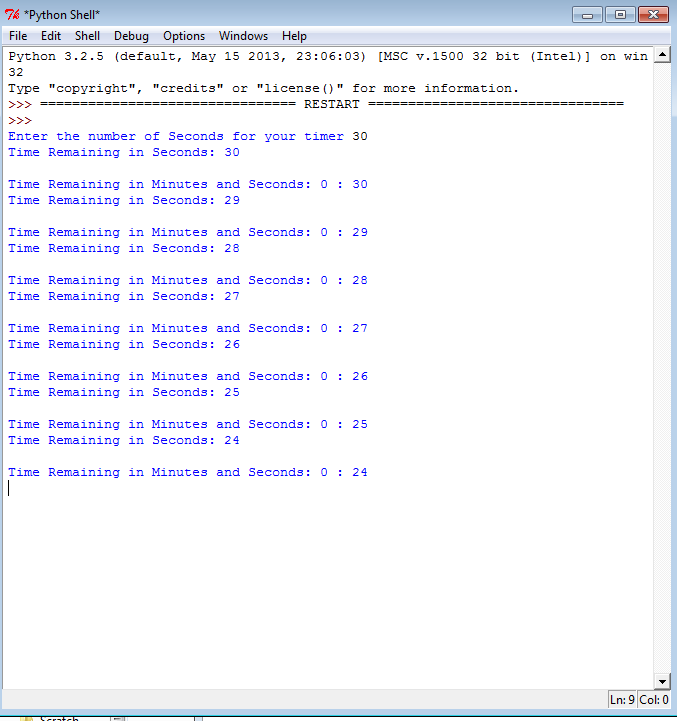 *Python Shell*
File Edit Shell Debug Options Windows Help
Python 3.2.5 (default, May 15 2013, 23:06:03) [MSC v.1500 32 bit (Intel)] on win
32
Type "copyright", "credits" or "license()" for more information.
>>> ================================ RESTART ================================
>>>
Enter the number of Seconds for your timer 30
Time Remaining in Seconds: 30
Time Remaining in Minutes and Seconds: 0 : 30
Time Remaining in Seconds: 29
Time Remaining in Minutes and Seconds: 0 : 29
Time Remaining in Seconds: 28
Time Remaining in Minutes and Seconds: 0 : 28
Time Remaining in Seconds: 27
Time Remaining in Minutes and Seconds: 0 : 27
Time Remaining in Seconds: 26
Time Remaining in Minutes and Seconds: 0 : 26
Time Remaining in Seconds: 25
Time Remaining in Minutes and Seconds: 0 : 25
Time Remaining in Seconds: 24
Time Remaining in Minutes and Seconds: 0 : 24
Ln: 9 Col: 0
Scratch